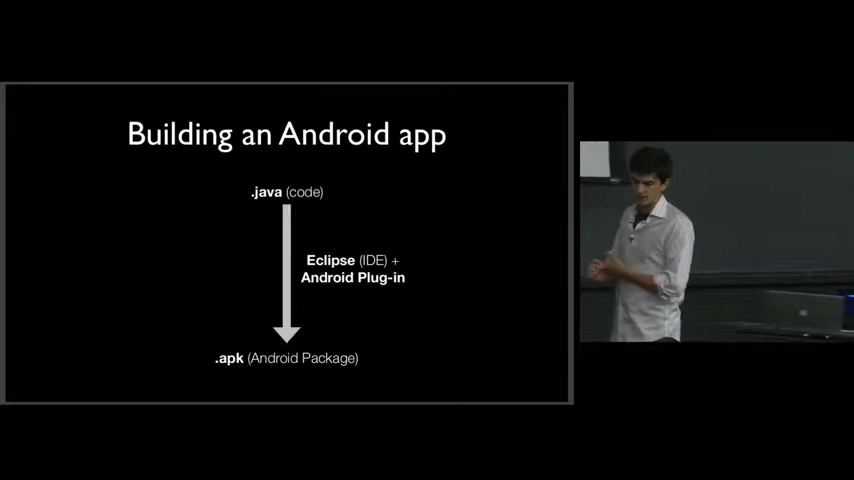 Building an Android app
.java (code)
Eclipse (IDE) +
Android Plug-in
.apk (Android Package)